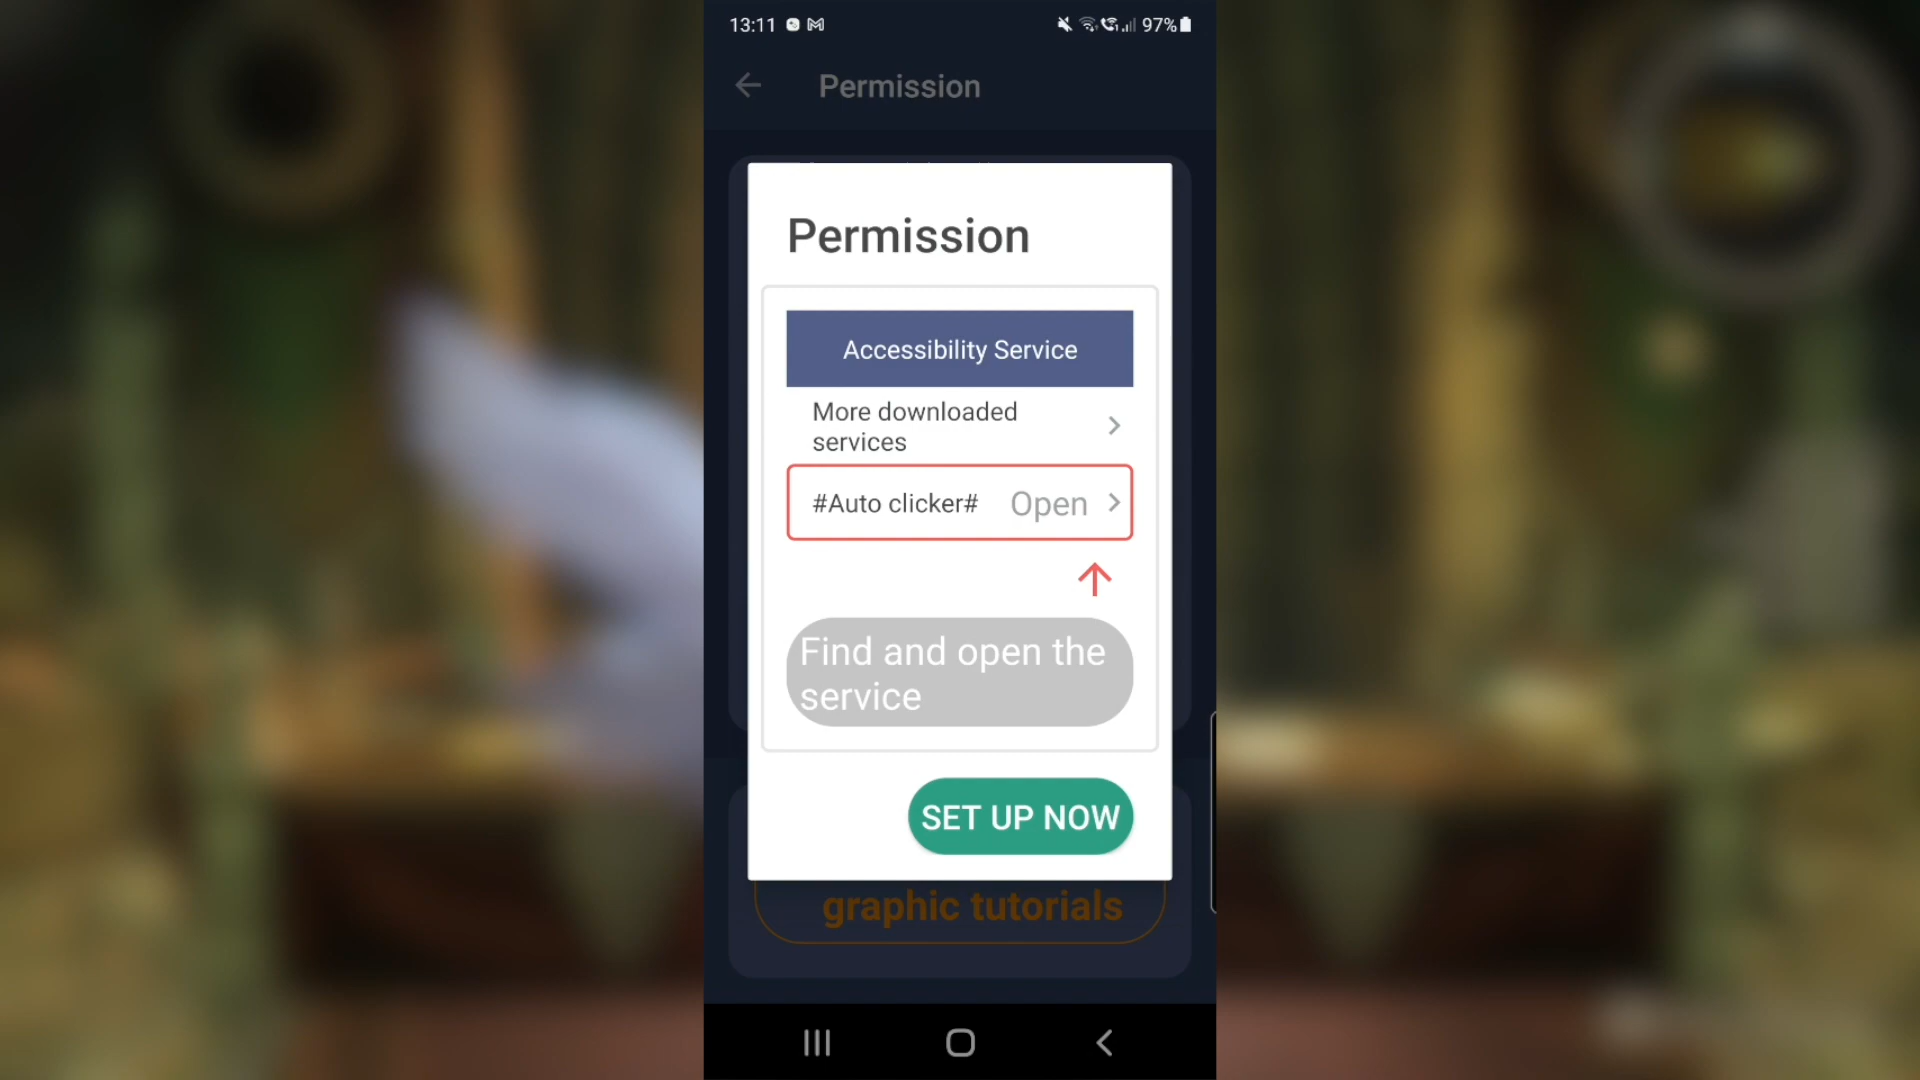 13:11
97%
Permission
Permission
Accessibility Service
More downloaded
services
#Auto clicker# Open
Find and open the
service
SET UP NOW
graphic tutorials